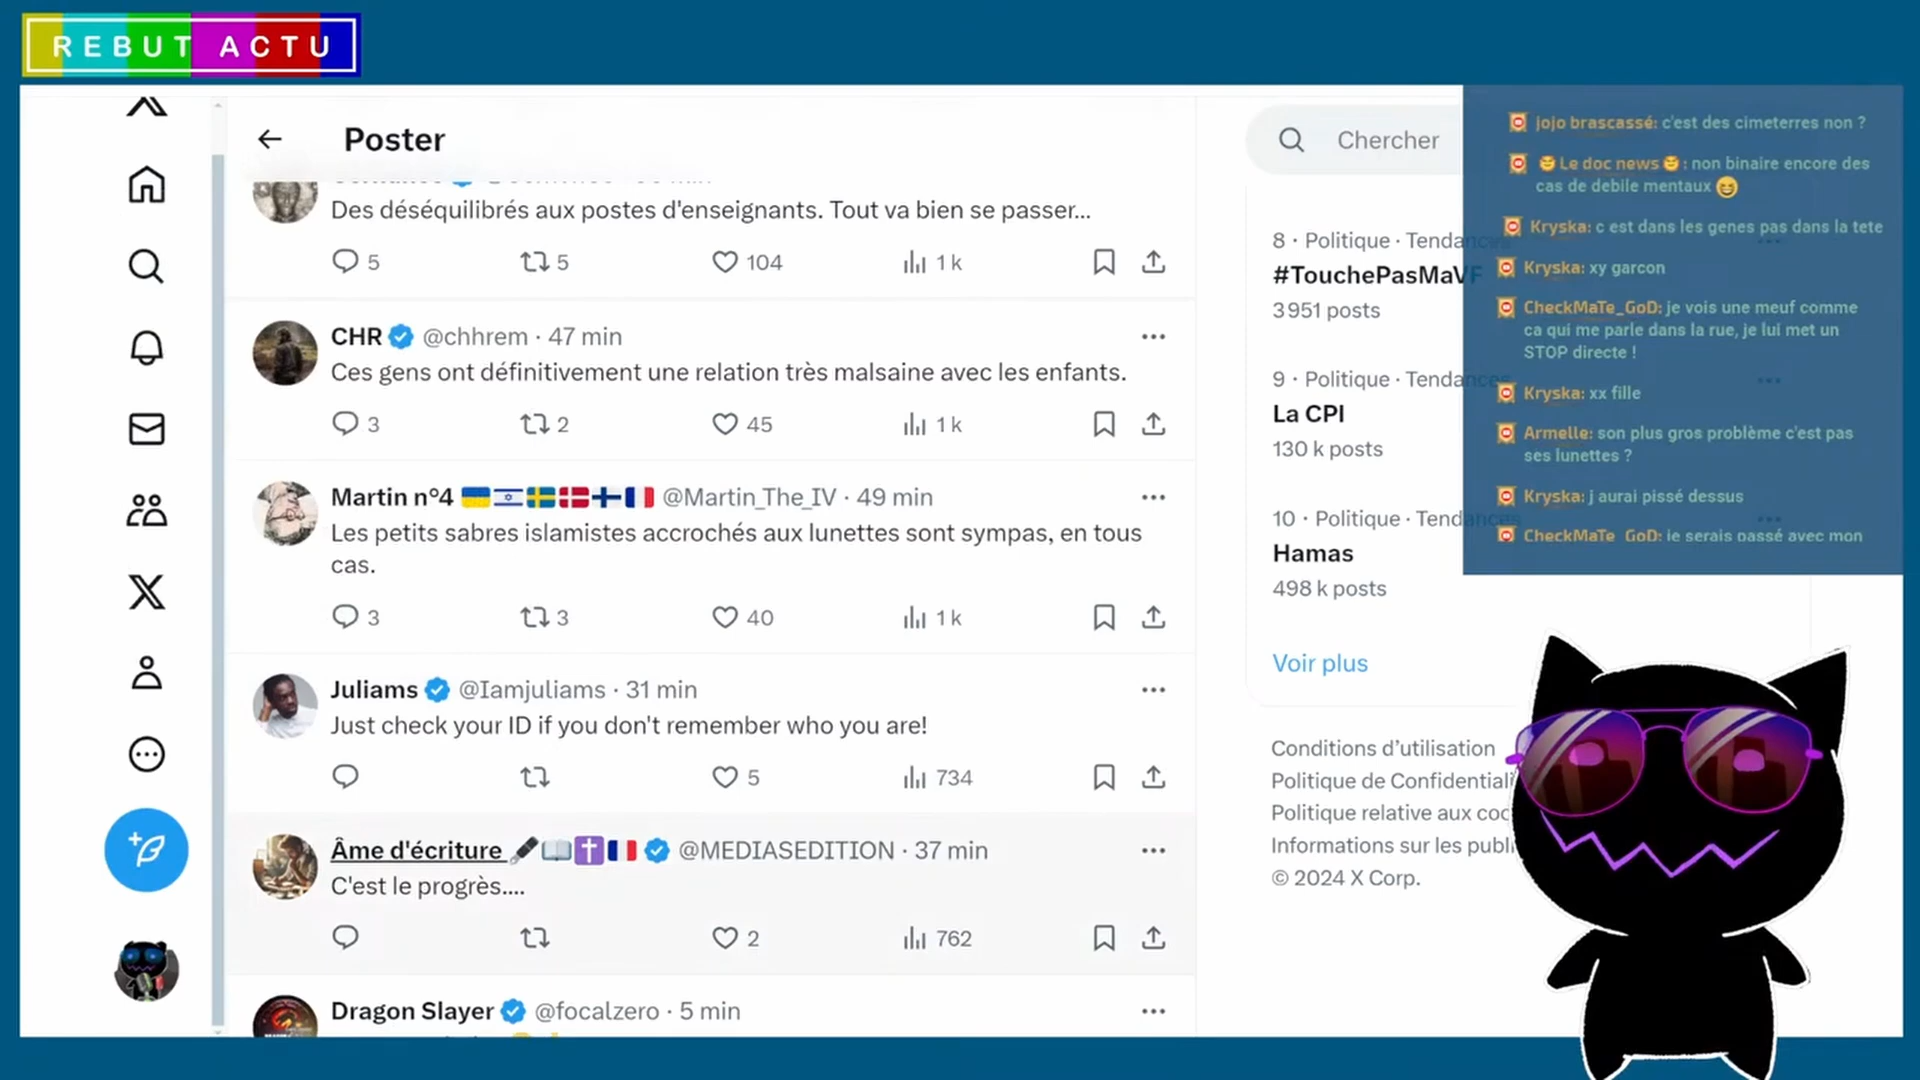 REBUT ACTU
Poster
Des déséquilibrés aux postes d'enseignants. Tout va bien se passer...
5 5 104 1 k
CHR @chhrem · 47 min
Ces gens ont définitivement une relation très malsaine avec les enfants.
3 2 45 1 k
Martin n°4 @Martin_The_IV · 49 min
Les petits sabres islamistes accrochés aux lunettes sont sympas, en tous
cas.
3 3 40 1 k
Juliams @Iamjuliams · 31 min
Just check your ID if you don't remember who you are!
5 734
Âme d'écriture @MEDIASEDITION · 37 min
C'est le progrès....
2 762
Dragon Slayer @focalzero · 5 min
Chercher
8 · Politique · Tendances
#TouchePasMaVF
3 951 posts
9 · Politique · Tendances
La CPI
130 k posts
10 · Politique · Tendances
Hamas
498 k posts
Voir plus
Conditions d'utilisation
Politique de Confidentiali
Politique relative aux coo
Informations sur les publi
© 2024 X Corp.
jojo brascassé: c'est des cimeterres non ?
Le doc news : non binaire encore des
cas de debile mentaux
Kryska: c est dans les genes pas dans la tete
Kryska: xy garcon
CheckMaTe_GoD: je vois une meuf comme
ca qui me parle dans la rue, je lui met un
STOP directe !
Kryska: xx fille
Armelle: son plus gros problème c'est pas
ses lunettes ?
Kryska: j aurai pissé dessus
CheckMaTe_GoD: je serais passé avec mon